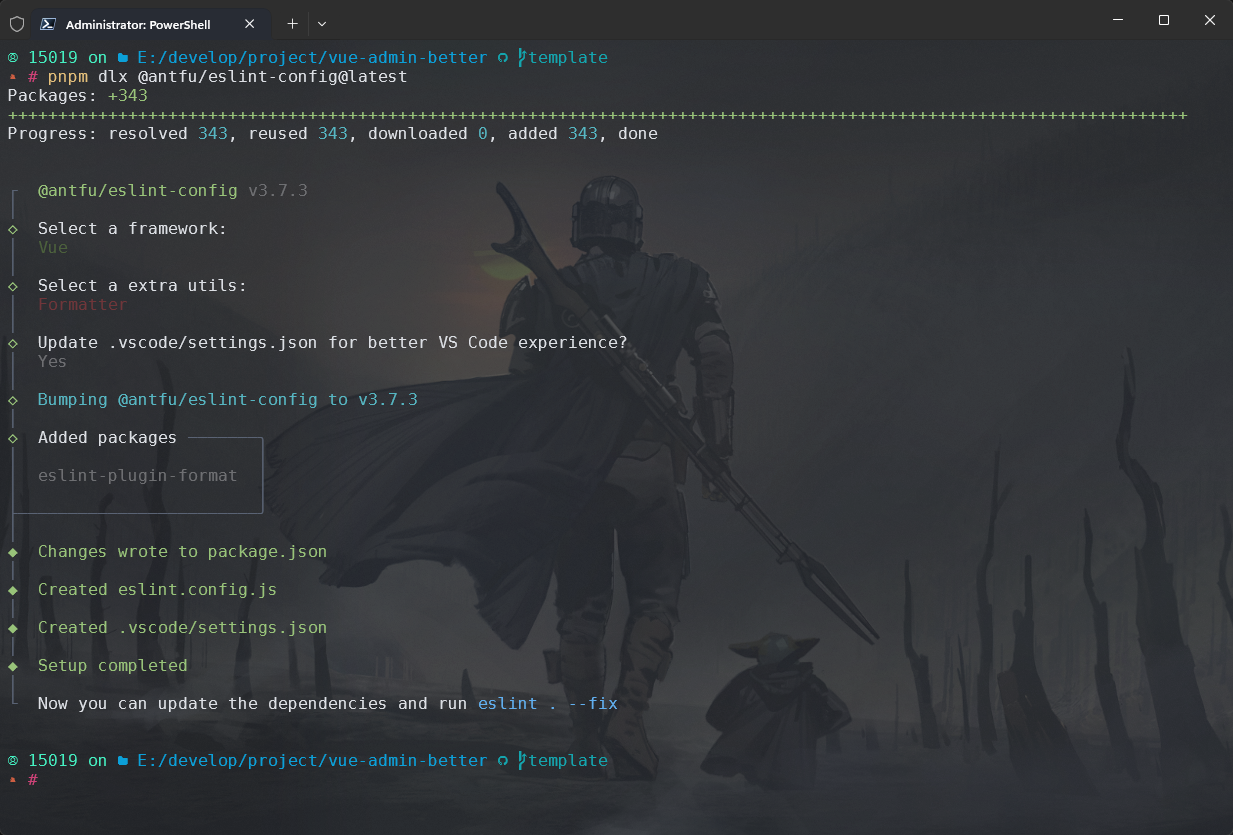 Administrator: PowerShell
15019 on E:/develop/project/vue-admin-better template
# pnpm dlx @antfu/eslint-config@latest
Packages: +343
++++++++++++++++++++++++++++++++++++++++++++++++++++++++++++++++++++++++++++++++++++++++++++++++++++++++++++++++++++++
Progress: resolved 343, reused 343, downloaded 0, added 343, done
@antfu/eslint-config v3.7.3
Select a framework:
Vue
Select a extra utils:
Formatter
Update .vscode/settings.json for better VS Code experience?
Yes
Bumping @antfu/eslint-config to v3.7.3
Added packages
eslint-plugin-format
Changes wrote to package.json
Created eslint.config.js
Created .vscode/settings.json
Setup completed
Now you can update the dependencies and run eslint . --fix
15019 on E:/develop/project/vue-admin-better template
#